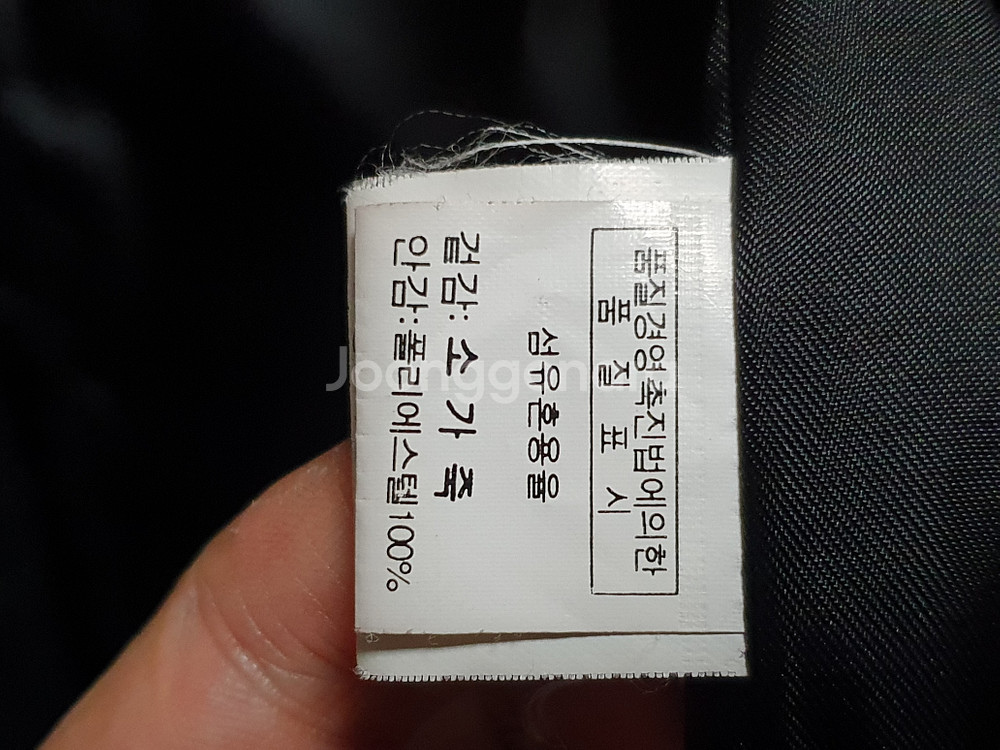 품질경영촉진법에의한
품 질 표 시
섬유혼용율
겉감: 소 가 죽
안감: 폴리에스텔100%